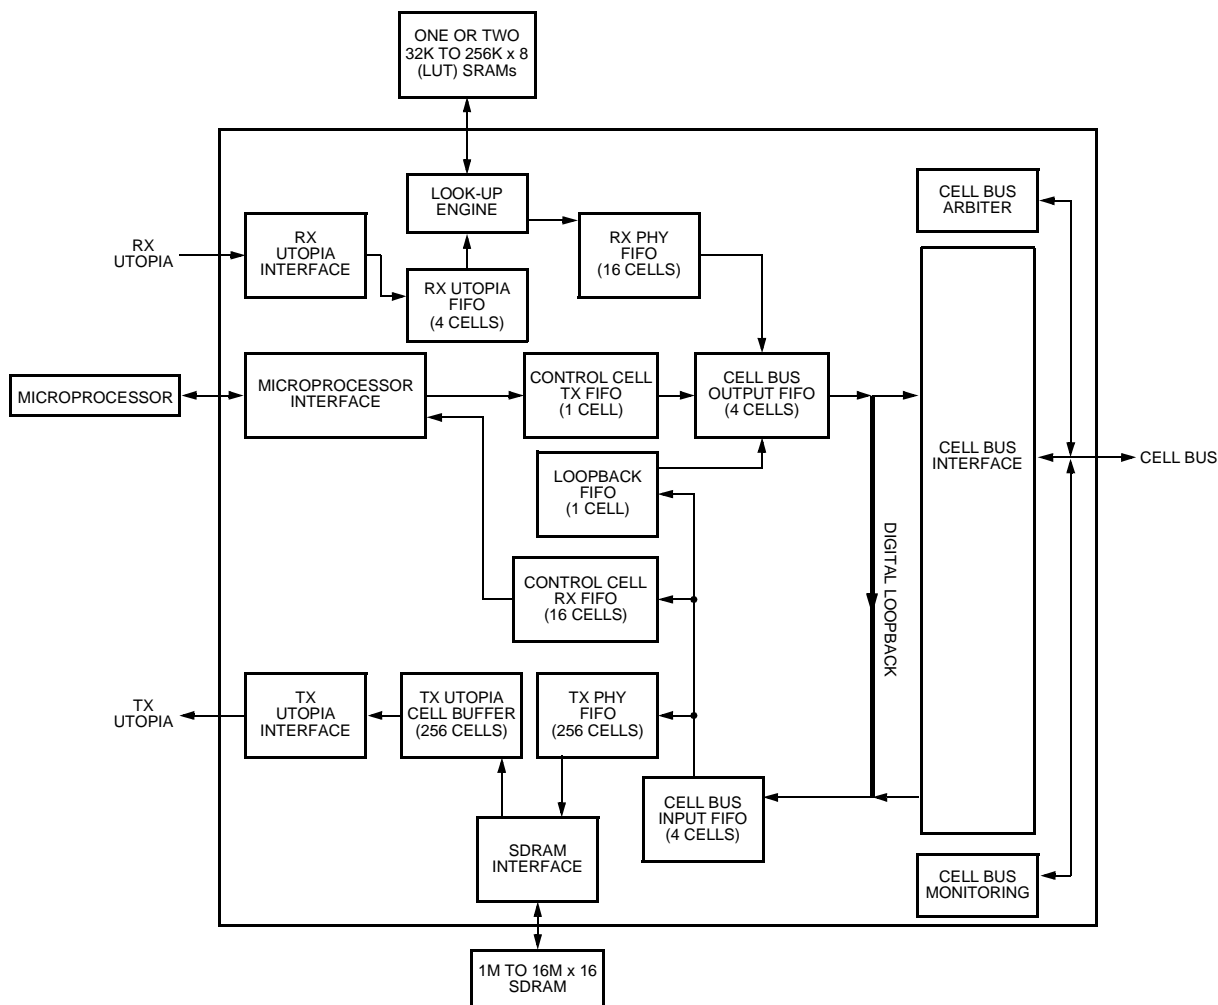 ONE OR TWO
32K TO 256K x 8
(LUT) SRAMs
LOOK-UP
ENGINE
CELL BUS
ARBITER
RX
UTOPIA
RX
UTOPIA
INTERFACE
RX PHY
FIFO
(16 CELLS)
RX UTOPIA
FIFO
(4 CELLS)
MICROPROCESSOR
MICROPROCESSOR
INTERFACE
CONTROL CELL
TX FIFO
(1 CELL)
CELL BUS
OUTPUT FIFO
(4 CELLS)
CELL BUS
INTERFACE
CELL BUS
LOOPBACK
FIFO
(1 CELL)
DIGITAL LOOPBACK
CONTROL CELL
RX FIFO
(16 CELLS)
TX
UTOPIA
TX
UTOPIA
INTERFACE
TX UTOPIA
CELL BUFFER
(256 CELLS)
TX PHY
FIFO
(256 CELLS)
CELL BUS
INPUT FIFO
(4 CELLS)
SDRAM
INTERFACE
CELL BUS
MONITORING
1M TO 16M x 16
SDRAM